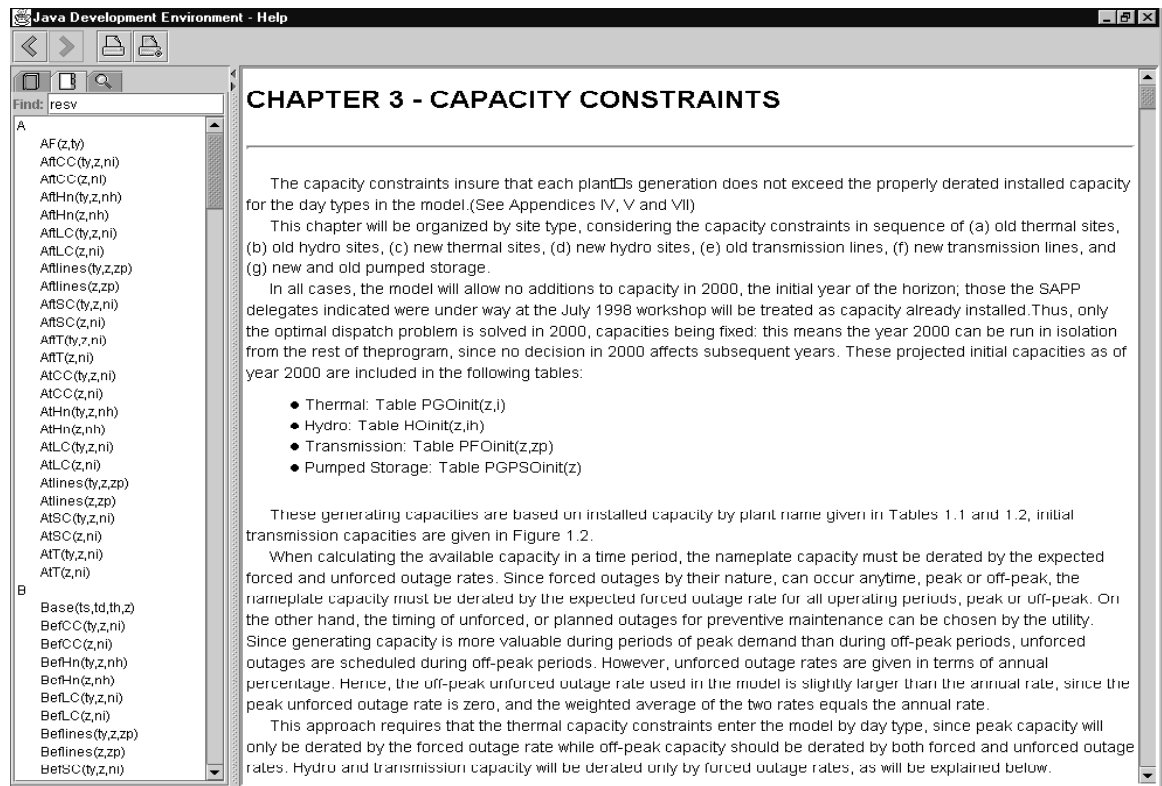 Java Development Environment - Help
Find: resv
A
AF(z,ty)
AftCC(ty,z,ni)
AftCC(z,ni)
AftHn(ty,z,nh)
AftHn(z,nh)
AftLC(ty,z,ni)
AftLC(z,ni)
Aftlines(ty,z,zp)
Aftlines(z,zp)
AftSC(ty,z,ni)
AftSC(z,ni)
AftT(ty,z,ni)
AftT(z,ni)
AtCC(ty,z,ni)
AtCC(z,ni)
AtHn(ty,z,nh)
AtHn(z,nh)
AtLC(ty,z,ni)
AtLC(z,ni)
Atlines(ty,z,zp)
Atlines(z,zp)
AtSC(ty,z,ni)
AtSC(z,ni)
AtT(ty,z,ni)
AtT(z,ni)
B
Base(ts,td,th,z)
BefCC(ty,z,ni)
BefCC(z,ni)
BefHn(ty,z,nh)
BefHn(z,nh)
BefLC(ty,z,ni)
BefLC(z,ni)
Beflines(ty,z,zp)
Beflines(z,zp)
BefSC(ty,z,ni)
CHAPTER 3 - CAPACITY CONSTRAINTS
The capacity constraints insure that each plant□s generation does not exceed the properly derated installed capacity
for the day types in the model.(See Appendices IV, V and VII)
This chapter will be organized by site type, considering the capacity constraints in sequence of (a) old thermal sites,
(b) old hydro sites, (c) new thermal sites, (d) new hydro sites, (e) old transmission lines, (f) new transmission lines, and
(g) new and old pumped storage.
In all cases, the model will allow no additions to capacity in 2000, the initial year of the horizon; those the SAPP
delegates indicated were under way at the July 1998 workshop will be treated as capacity already installed.Thus, only
the optimal dispatch problem is solved in 2000, capacities being fixed: this means the year 2000 can be run in isolation
from the rest of theprogram, since no decision in 2000 affects subsequent years. These projected initial capacities as of
year 2000 are included in the following tables:
● Thermal: Table PGOinit(z,i)
● Hydro: Table HOinit(z,ih)
● Transmission: Table PFOinit(z,zp)
● Pumped Storage: Table PGPSOinit(z)
These generating capacities are based on installed capacity by plant name given in Tables 1.1 and 1.2, initial
transmission capacities are given in Figure 1.2.
When calculating the available capacity in a time period, the nameplate capacity must be derated by the expected
forced and unforced outage rates. Since forced outages by their nature, can occur anytime, peak or off-peak, the
nameplate capacity must be derated by the expected forced outage rate for all operating periods, peak or off-peak. On
the other hand, the timing of unforced, or planned outages for preventive maintenance can be chosen by the utility.
Since generating capacity is more valuable during periods of peak demand than during off-peak periods, unforced
outages are scheduled during off-peak periods. However, unforced outage rates are given in terms of annual
percentage. Hence, the off-peak unforced outage rate used in the model is slightly larger than the annual rate, since the
peak unforced outage rate is zero, and the weighted average of the two rates equals the annual rate.
This approach requires that the thermal capacity constraints enter the model by day type, since peak capacity will
only be derated by the forced outage rate while off-peak capacity should be derated by both forced and unforced outage
rates. Hydro and transmission capacity will be derated only by forced outage rates, as will be explained below.